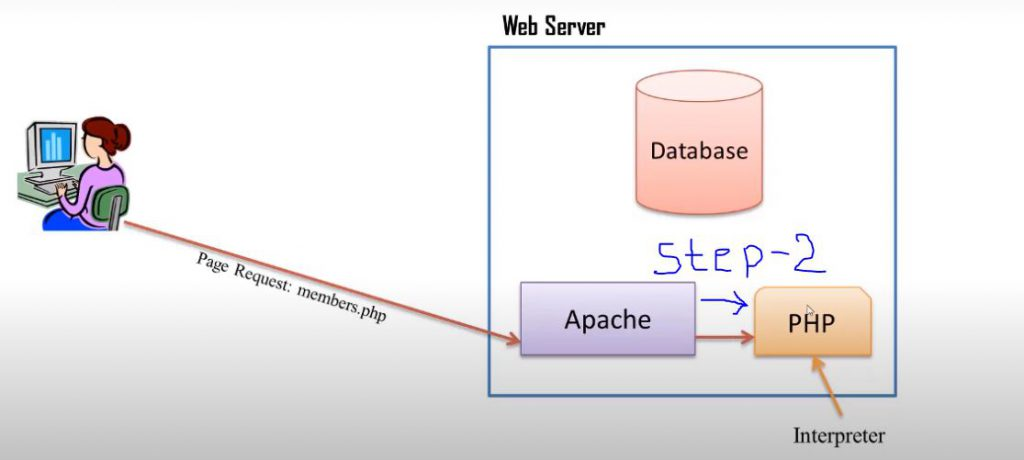 Web Server
Database
Step-2
Page Request: members.php
Apache
PHP
Interpreter